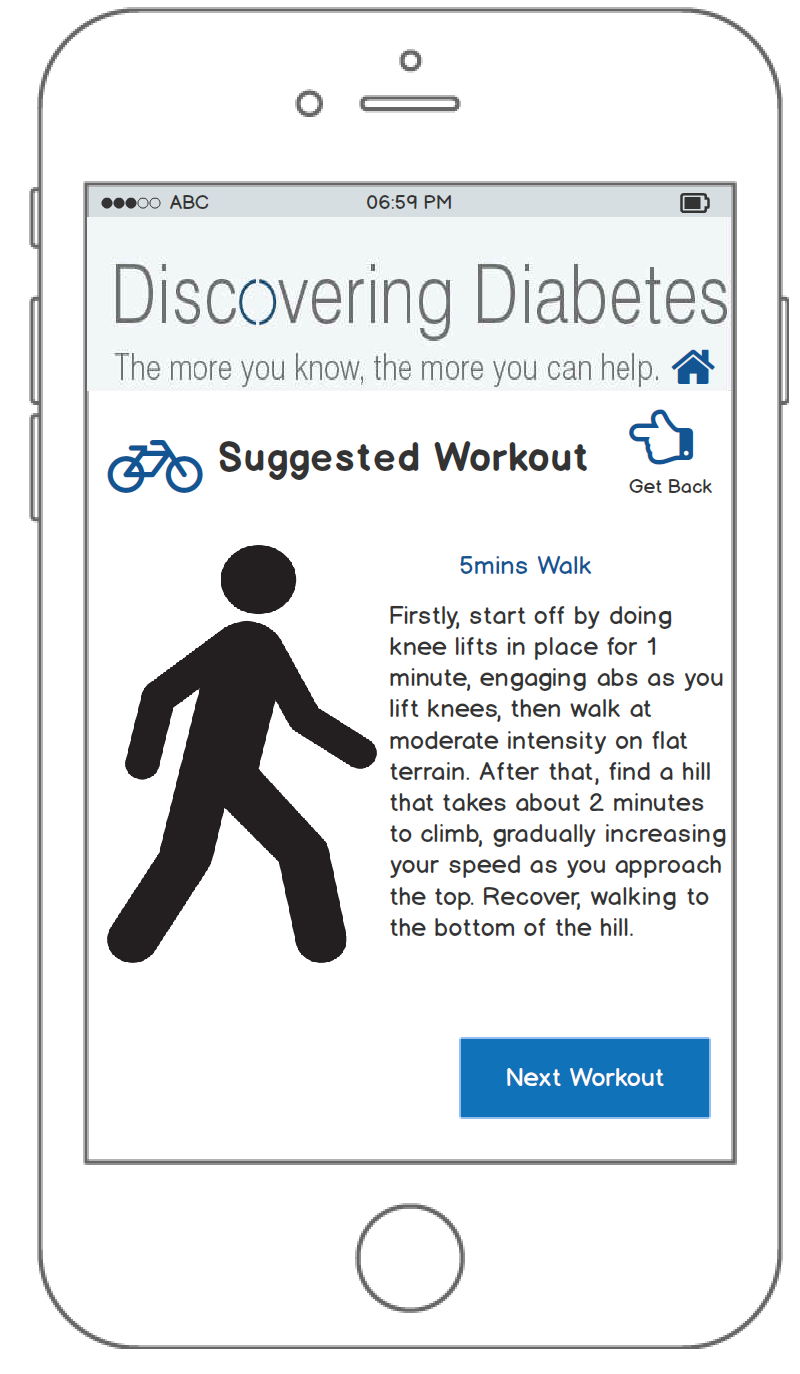 ABC 06:59 PM
Discovering Diabetes
The more you know, the more you can help.
Suggested Workout
Get Back
5mins Walk
Firstly, start off by doing
knee lifts in place for 1
minute, engaging abs as you
lift knees, then walk at
moderate intensity on flat
terrain. After that, find a hill
that takes about 2 minutes
to climb, gradually increasing
your speed as you approach
the top. Recover, walking to
the bottom of the hill.
Next Workout